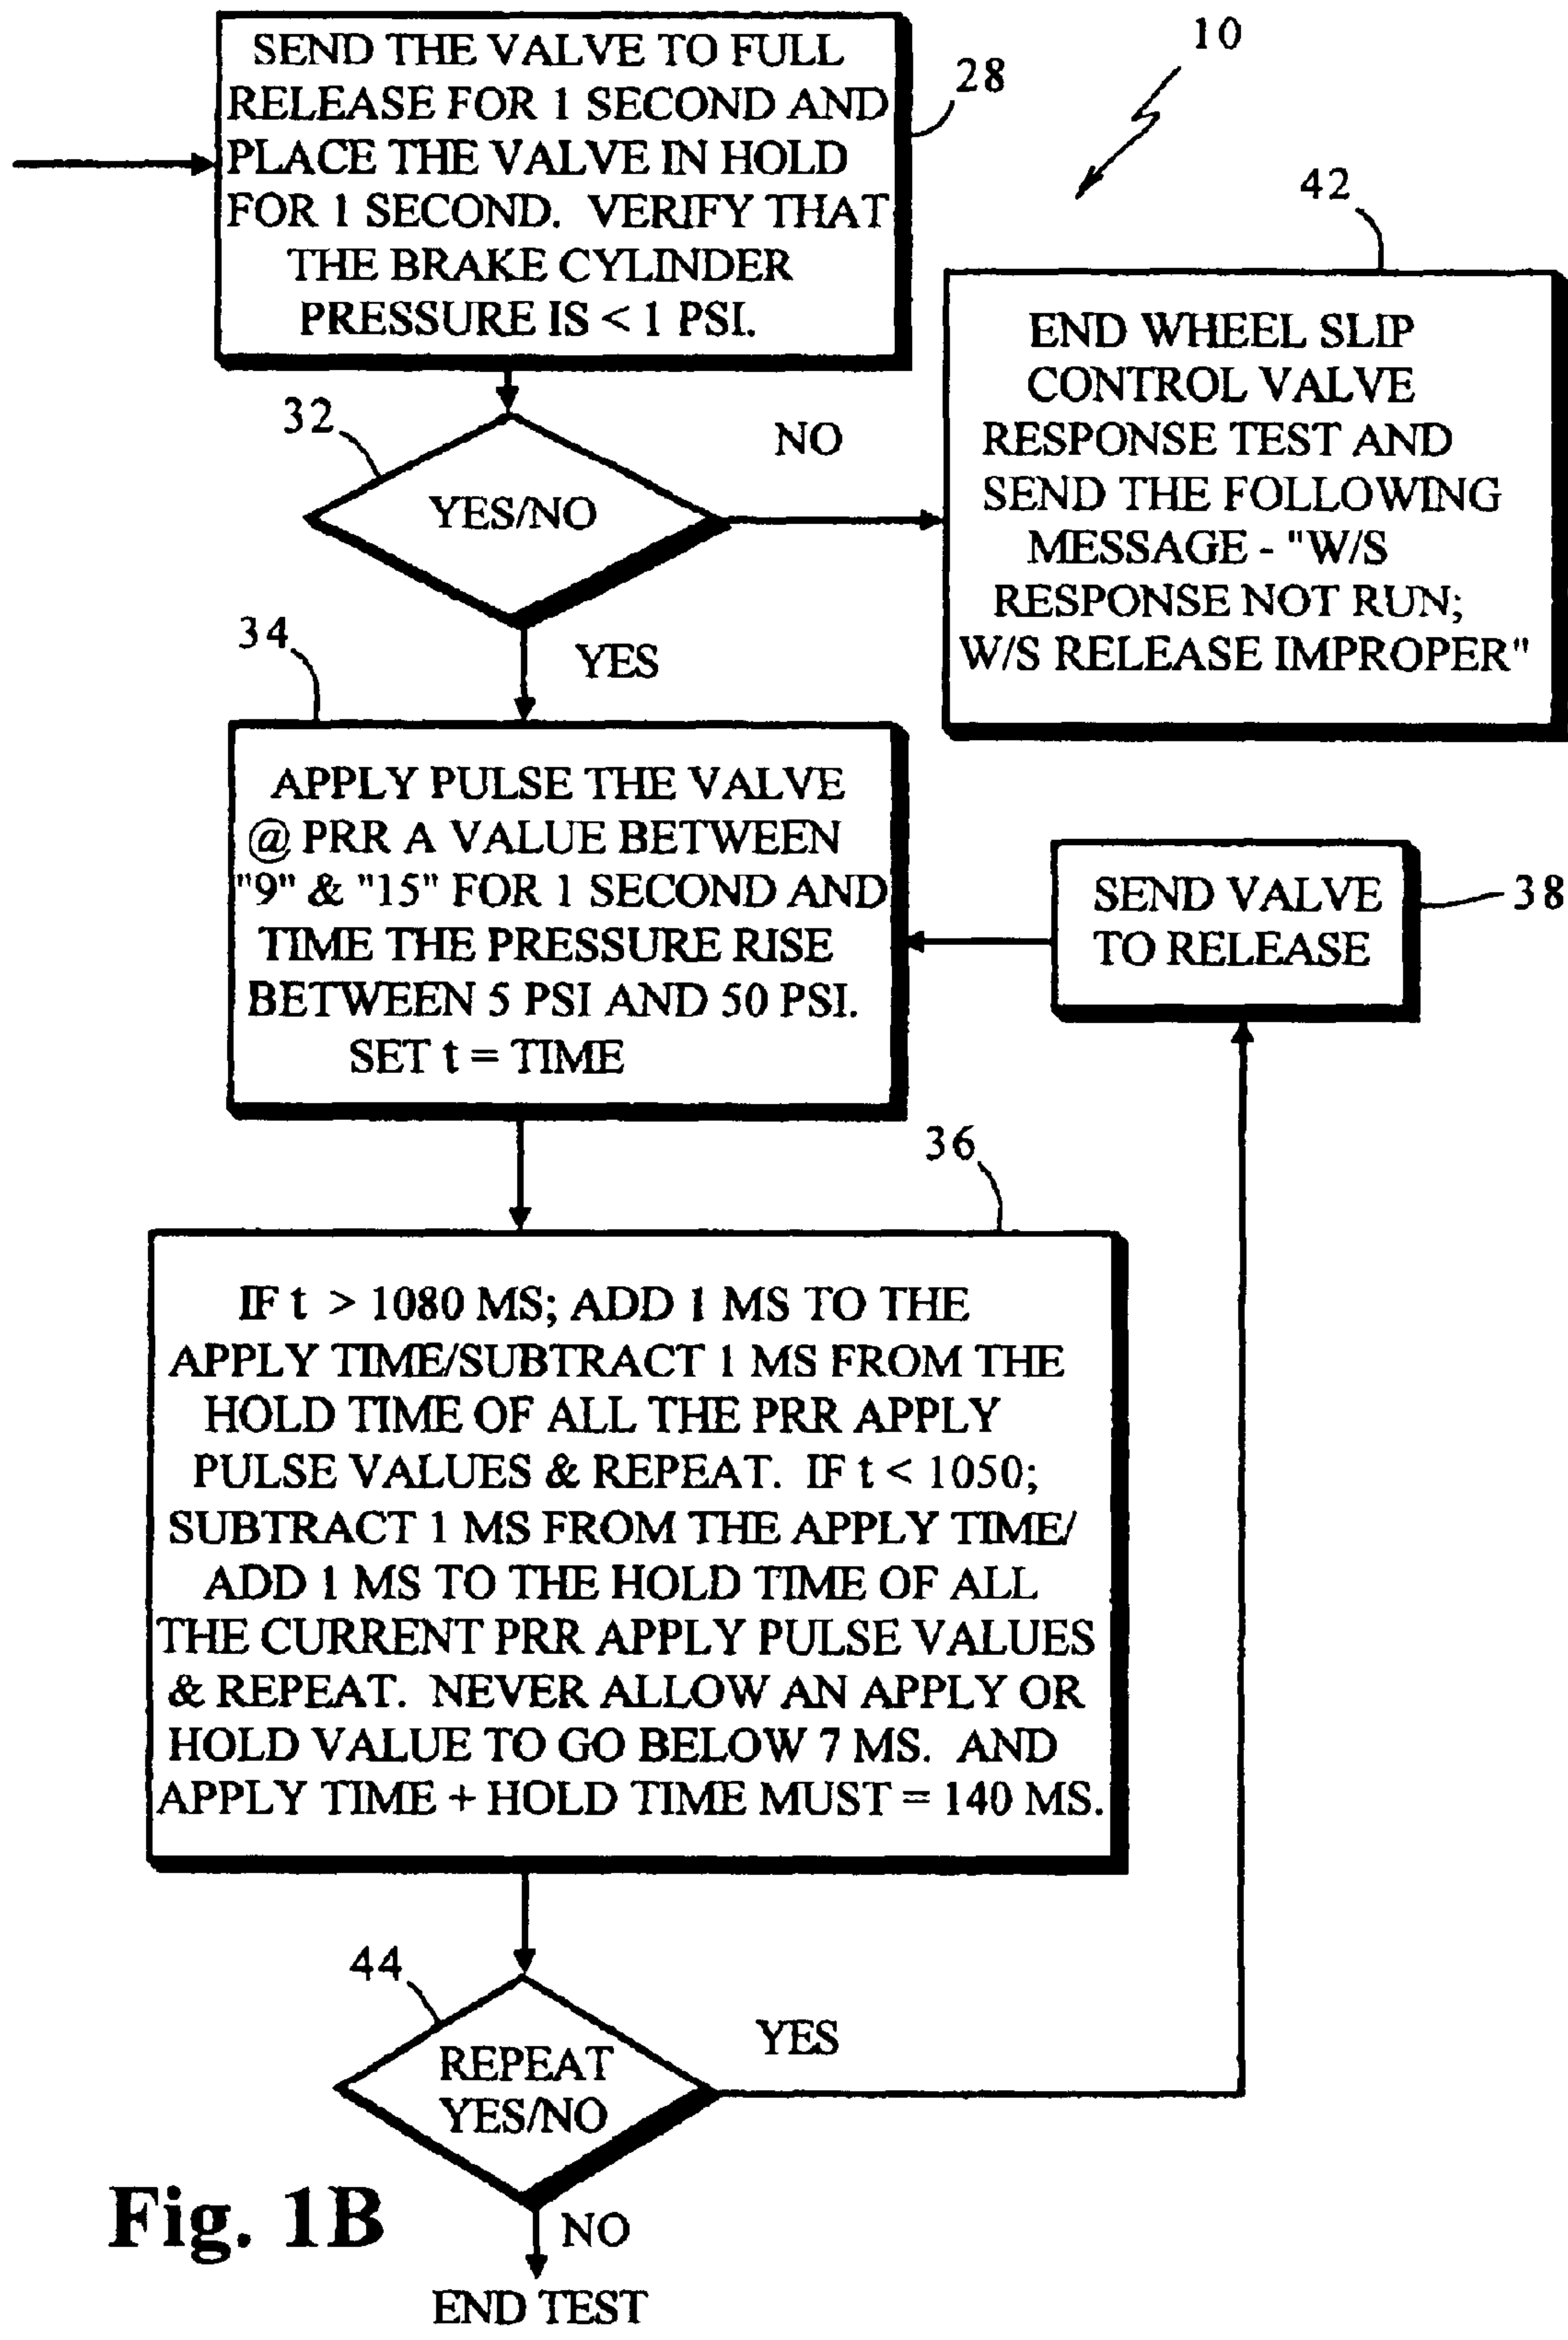 SEND THE VALVE TO FULL
RELEASE FOR 1 SECOND AND
PLACE THE VALVE IN HOLD
FOR 1 SECOND. VERIFY THAT
THE BRAKE CYLINDER
PRESSURE IS < 1 PSI.
28
10
42
END WHEEL SLIP
CONTROL VALVE
RESPONSE TEST AND
SEND THE FOLLOWING
MESSAGE - "W/S
RESPONSE NOT RUN;
W/S RELEASE IMPROPER"
32
YES/NO
NO
YES
34
APPLY PULSE THE VALVE
@ PRR A VALUE BETWEEN
"9" & "15" FOR 1 SECOND AND
TIME THE PRESSURE RISE
BETWEEN 5 PSI AND 50 PSI.
SET t = TIME
SEND VALVE
TO RELEASE
38
36
IF t > 1080 MS; ADD 1 MS TO THE
APPLY TIME/SUBTRACT 1 MS FROM THE
HOLD TIME OF ALL THE PRR APPLY
PULSE VALUES & REPEAT. IF t < 1050;
SUBTRACT 1 MS FROM THE APPLY TIME/
ADD 1 MS TO THE HOLD TIME OF ALL
THE CURRENT PRR APPLY PULSE VALUES
& REPEAT. NEVER ALLOW AN APPLY OR
HOLD VALUE TO GO BELOW 7 MS. AND
APPLY TIME + HOLD TIME MUST = 140 MS.
44
REPEAT
YES/NO
YES
NO
END TEST
Fig. 1B